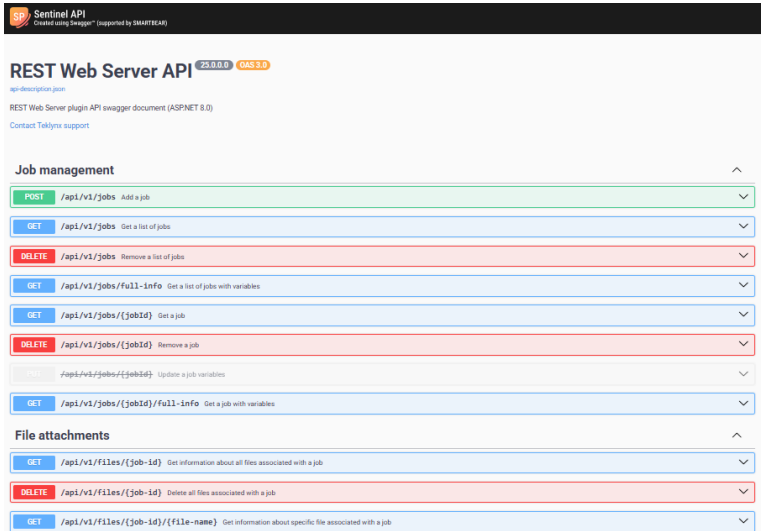 SP Sentinel API
Created using Swagger™ (supported by SMARTBEAR)
REST Web Server API 25.0.0.0 OAS 3.0
api-description.json
REST Web Server plugin API swagger document (ASP.NET 8.0)
Contact Teklynx support
Job management
POST /api/v1/jobs Add a job
GET /api/v1/jobs Get a list of jobs
DELETE /api/v1/jobs Remove a list of jobs
GET /api/v1/jobs/full-info Get a list of jobs with variables
GET /api/v1/jobs/{jobId} Get a job
DELETE /api/v1/jobs/{jobId} Remove a job
/api/v1/jobs/{jobId} Update a job variables
GET /api/v1/jobs/{jobId}/full-info Get a job with variables
File attachments
GET /api/v1/files/{job-id} Get information about all files associated with a job
DELETE /api/v1/files/{job-id} Delete all files associated with a job
GET /api/v1/files/{job-id}/{file-name} Get information about specific file associated with a job